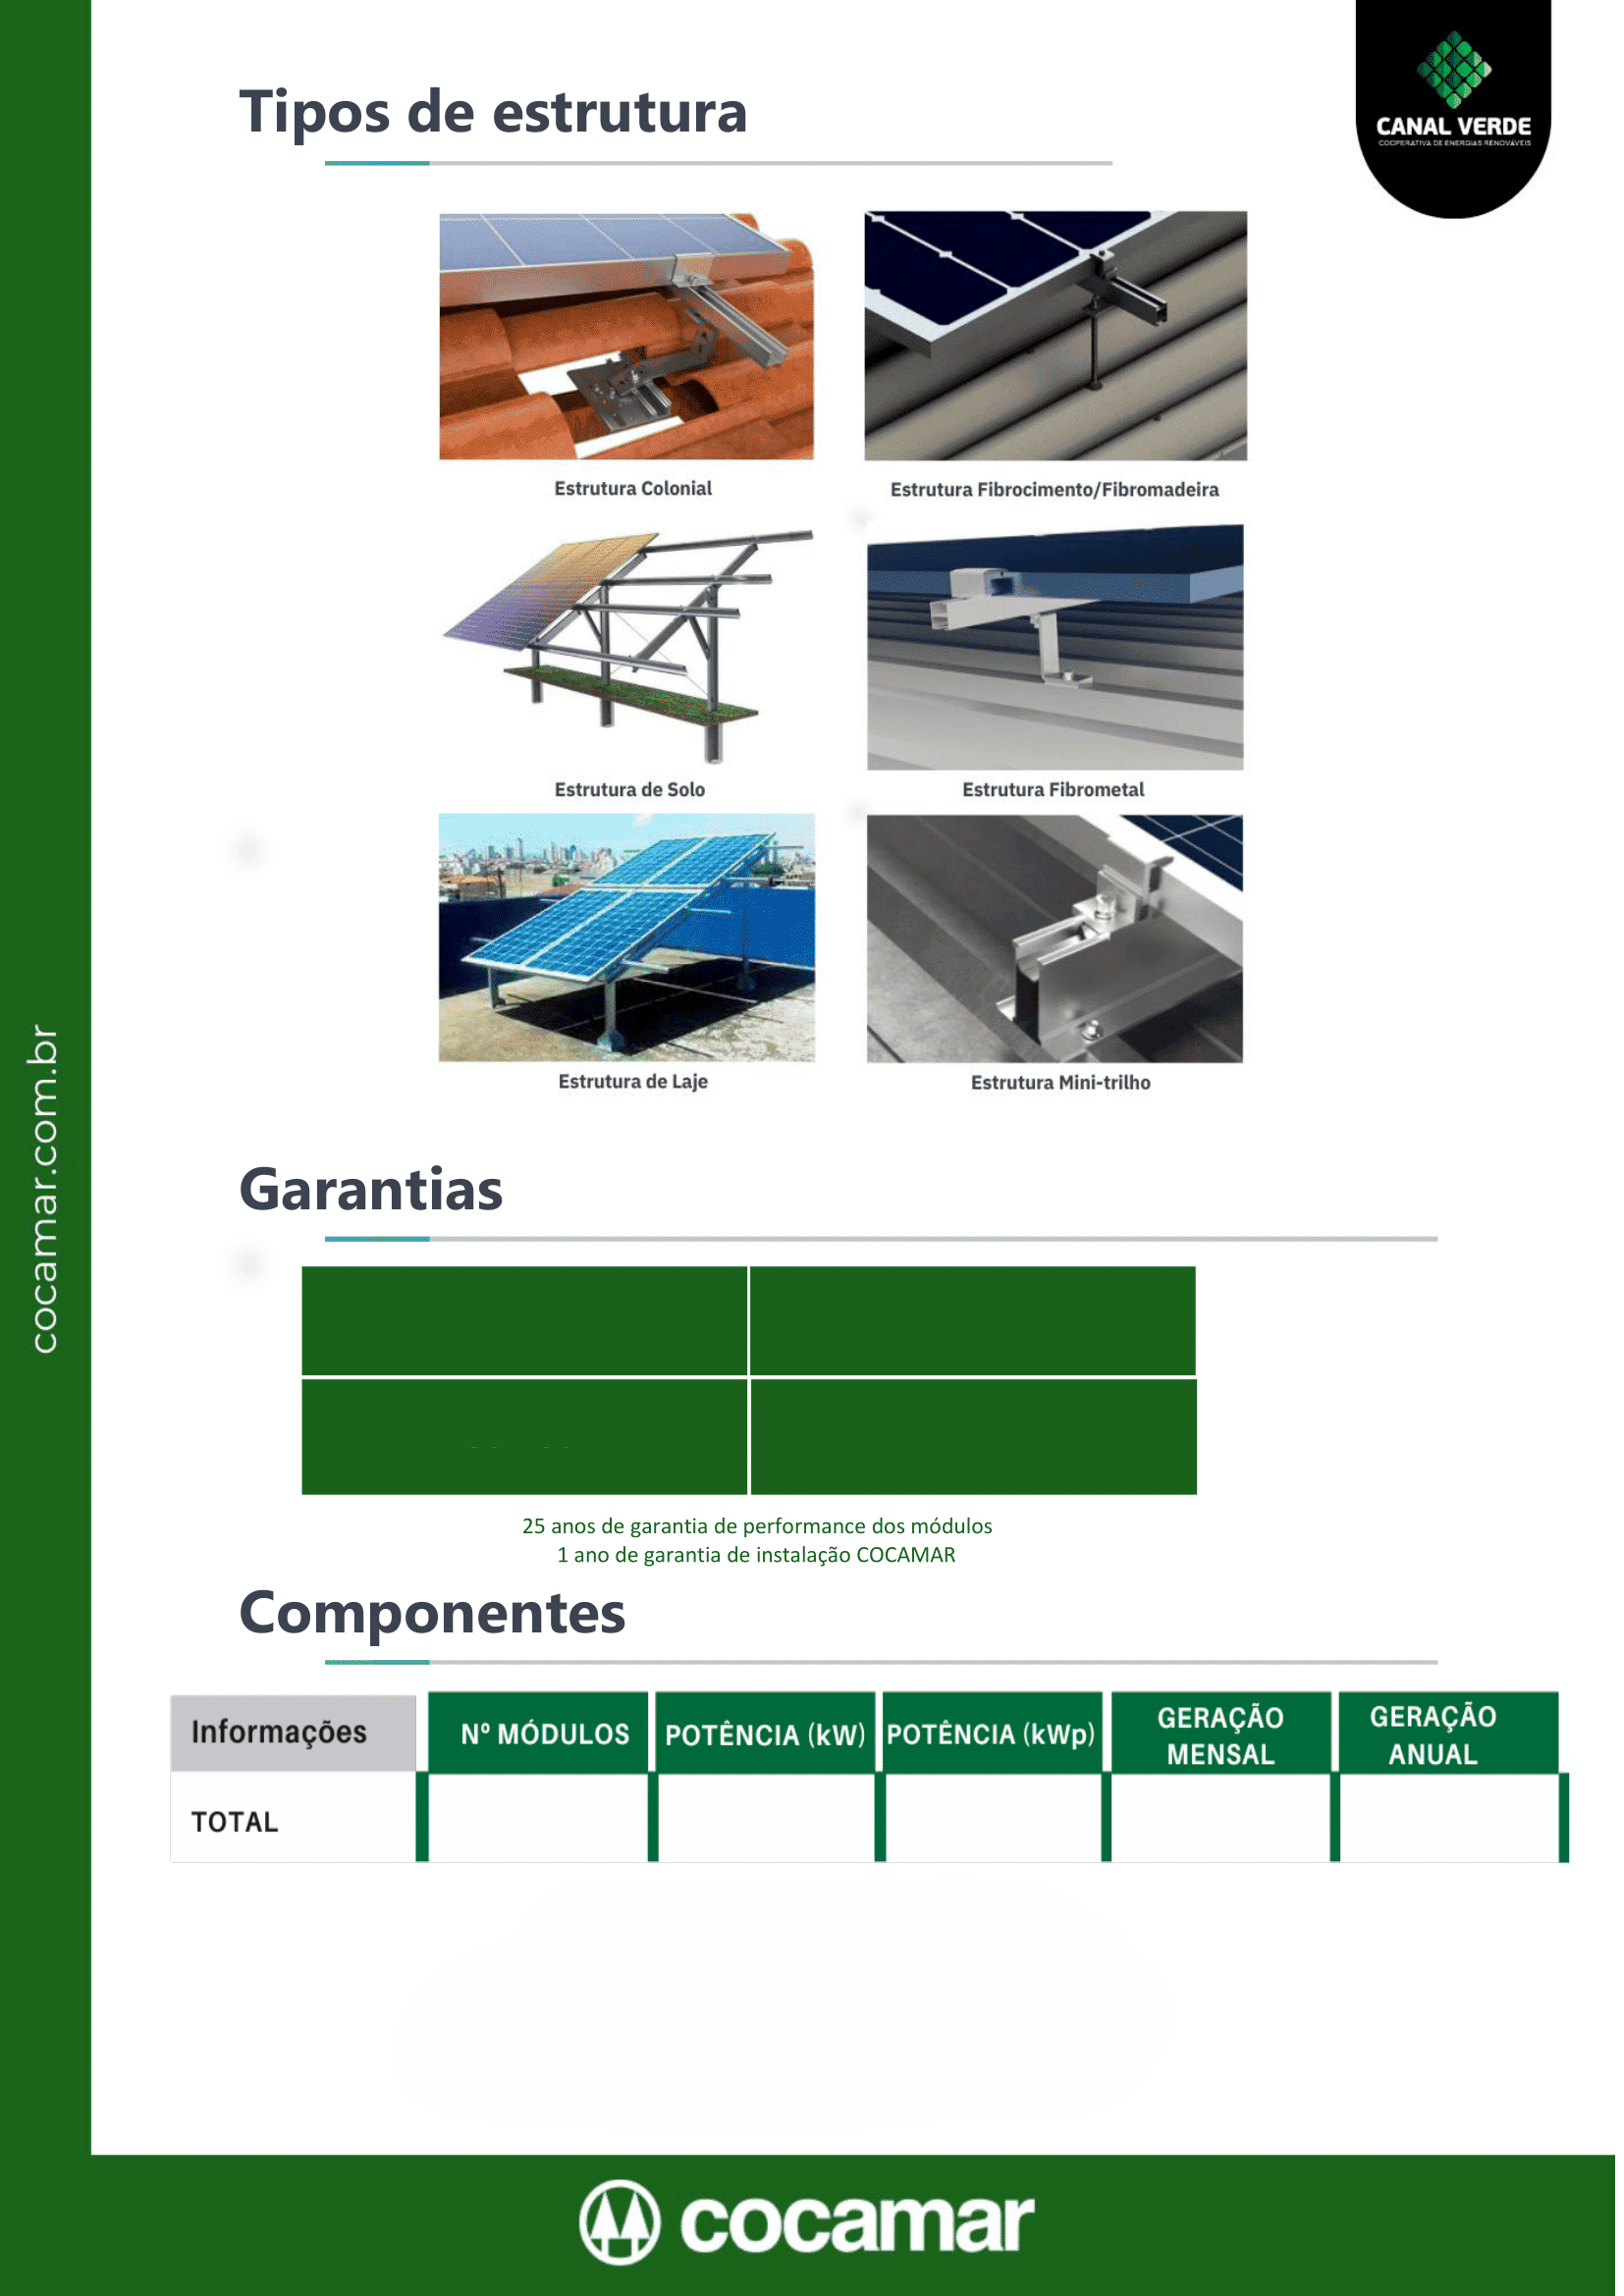 Tipos de estrutura
CANAL VERDE
COOPERATIVA DE ENERGIAS RENOVÁVEIS
Estrutura Colonial
Estrutura Fibrocimento/Fibromadeira
Estrutura de Solo
Estrutura Fibrometal
Estrutura de Laje
Estrutura Mini-trilho
cocamar.com.br
Garantias
25 anos de garantia de performance dos módulos
1 ano de garantia de instalação COCAMAR
Componentes
Informações
Nº MÓDULOS
POTÊNCIA (kW)
POTÊNCIA (kWp)
GERAÇÃO
MENSAL
GERAÇÃO
ANUAL
TOTAL
cocamar